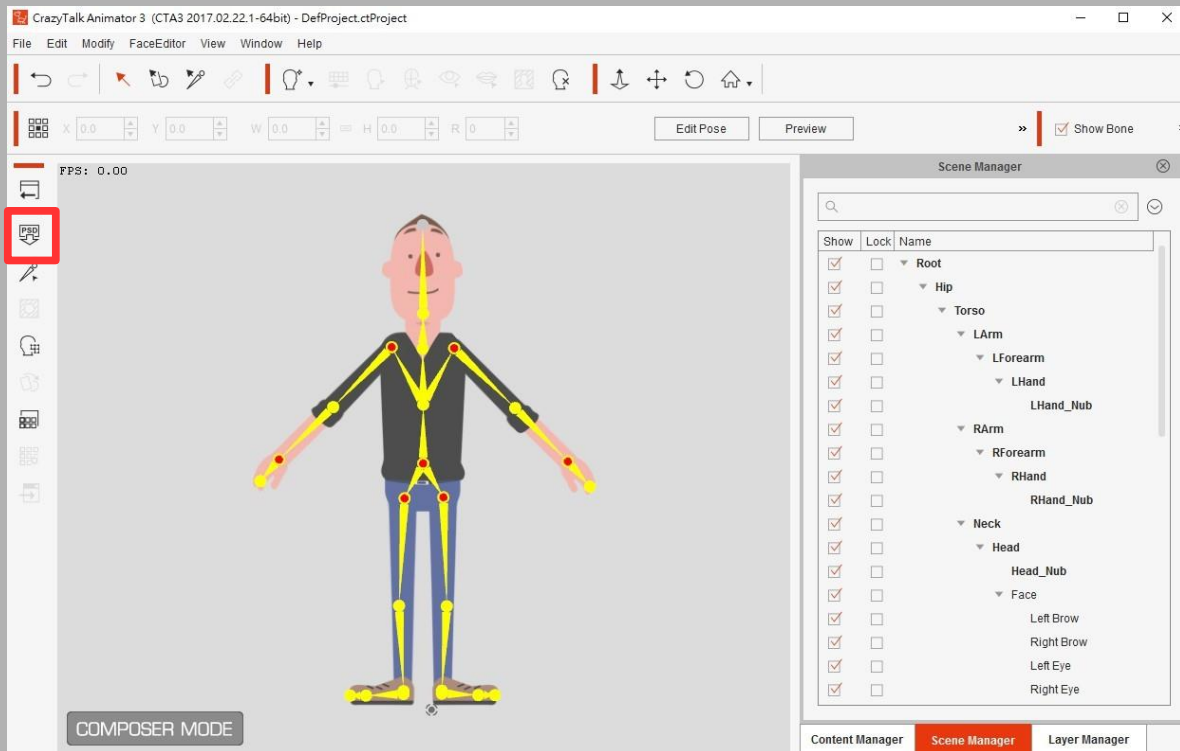 CrazyTalk Animator 3 (CTA3 2017.02.22.1-64bit) - DefProject.ctProject
File Edit Modify FaceEditor View Window Help
X 0.0 Y 0.0 W 0.0 H 0.0 R 0 Edit Pose Preview » Show Bone
FPS: 0.00
PSD
COMPOSER MODE
Scene Manager
Show Lock Name
Root
Hip
Torso
LArm
LForearm
LHand
LHand_Nub
RArm
RForearm
RHand
RHand_Nub
Neck
Head
Head_Nub
Face
Left Brow
Right Brow
Left Eye
Right Eye
Content Manager Scene Manager Layer Manager